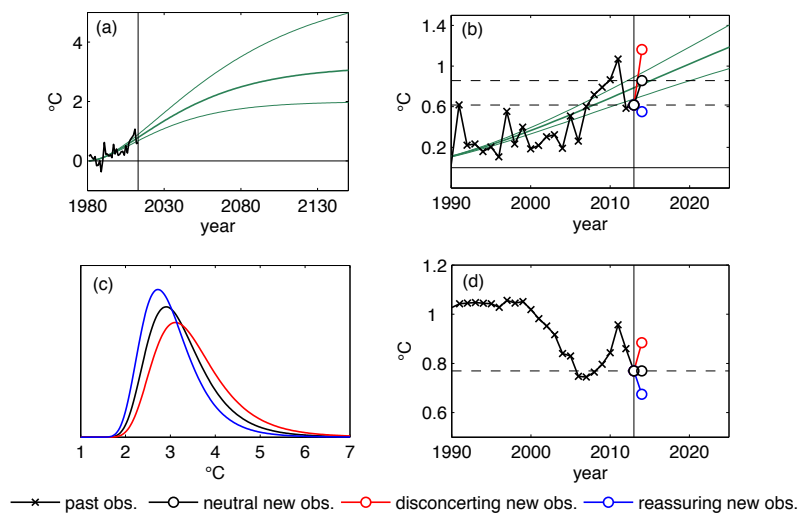 (a)
4
2
0
°C
1980
2030
2080
2130
year
(b)
1.4
1
0.6
0.2
°C
1990
2000
2010
2020
year
(c)
1
2
3
4
5
6
7
°C
(d)
1.2
1
0.8
0.6
°C
1990
2000
2010
2020
year
past obs.
neutral new obs.
disconcerting new obs.
reassuring new obs.